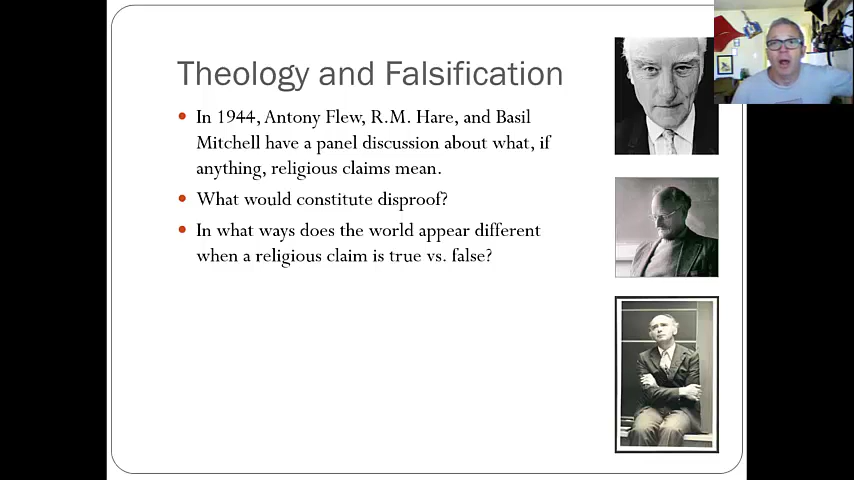 Theology and Falsification
• In 1944, Antony Flew, R.M. Hare, and Basil
Mitchell have a panel discussion about what, if
anything, religious claims mean.
• What would constitute disproof?
• In what ways does the world appear different
when a religious claim is true vs. false?